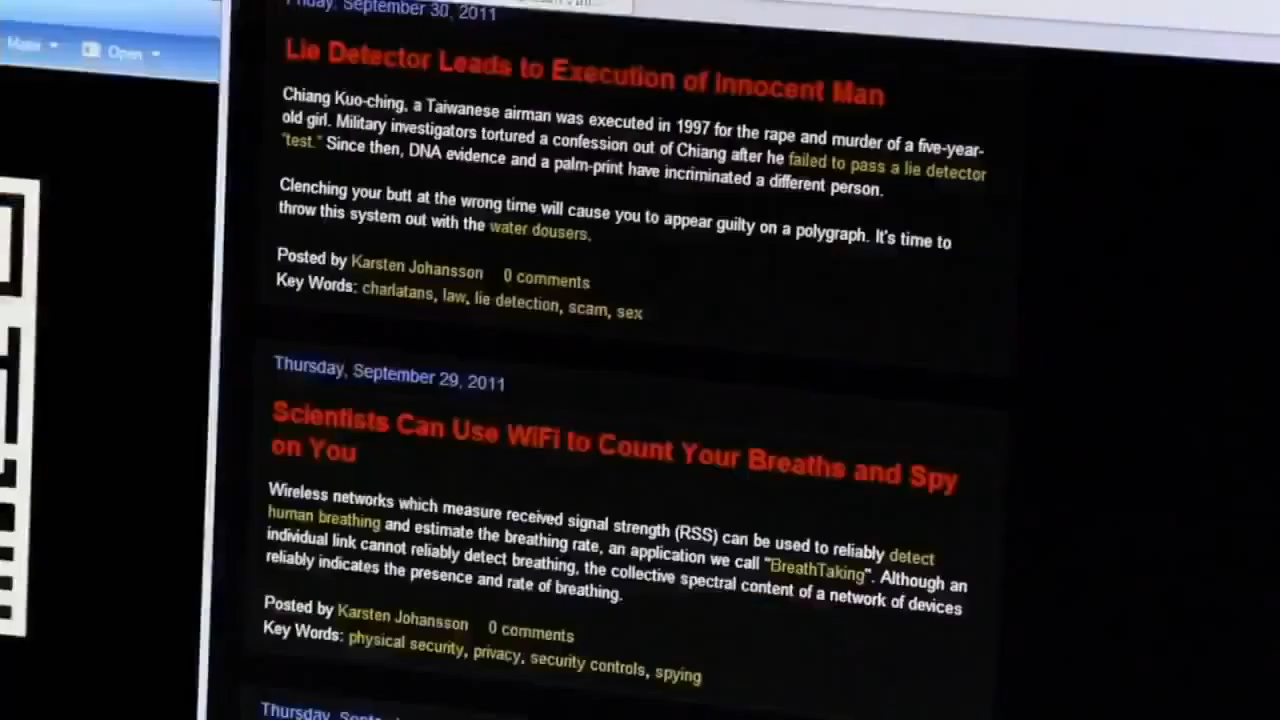 Open
Friday, September 30, 2011
Lie Detector Leads to Execution of Innocent Man
Chiang Kuo-ching, a Taiwanese airman was executed in 1997 for the rape and murder of a five-year-
old girl. Military investigators tortured a confession out of Chiang after he failed to pass a lie detector
"test." Since then, DNA evidence and a palm-print have incriminated a different person.
Clenching your butt at the wrong time will cause you to appear guilty on a polygraph. It's time to
throw this system out with the water dousers.
Posted by Karsten Johansson 0 comments
Key Words: charlatans, law, lie detection, scam, sex
Thursday, September 29, 2011
Scientists Can Use WiFi to Count Your Breaths and Spy
on You
Wireless networks which measure received signal strength (RSS) can be used to reliably detect
human breathing and estimate the breathing rate, an application we call "BreathTaking". Although an
individual link cannot reliably detect breathing, the collective spectral content of a network of devices
reliably indicates the presence and rate of breathing.
Posted by Karsten Johansson 0 comments
Key Words: physical security, privacy, security controls, spying
Thursday,